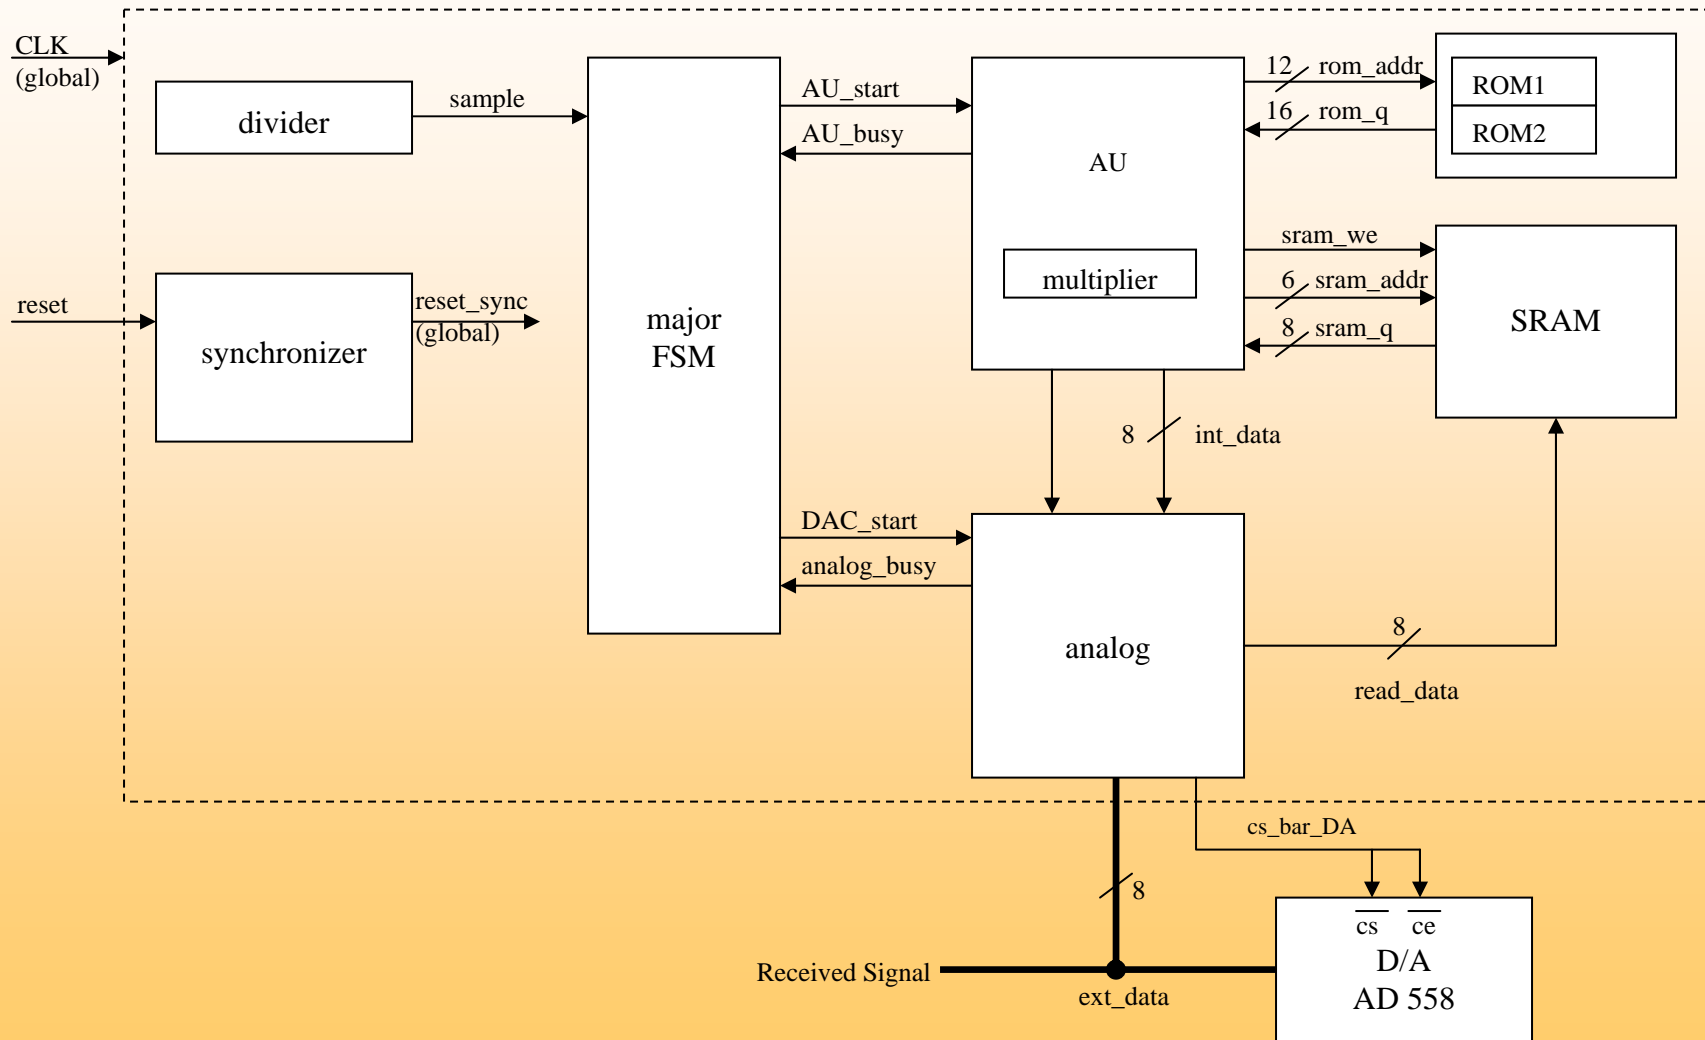 CLK
(global)
divider
sample
reset
synchronizer
reset_sync
(global)
major
FSM
AU_start
AU_busy
AU
multiplier
12 rom_addr
16 rom_q
ROM1
ROM2
sram_we
6 sram_addr
8 sram_q
SRAM
8 int_data
DAC_start
analog_busy
analog
8
read_data
cs_bar_DA
8
Received Signal
ext_data
cs ce
D/A
AD 558